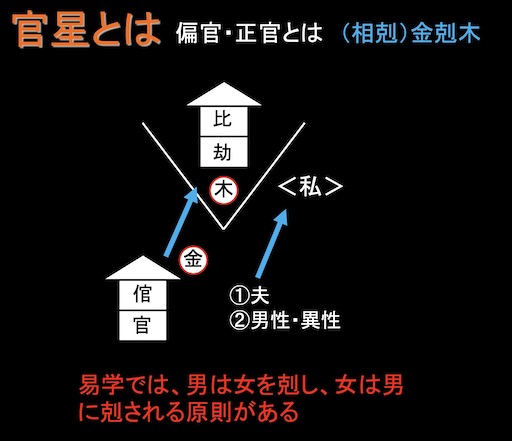 官星とは 偏官・正官とは （相剋）金剋木
比
劫
木
＜私＞
金
倌
官
①夫
②男性・異性
易学では、男は女を剋し、女は男
に剋される原則がある